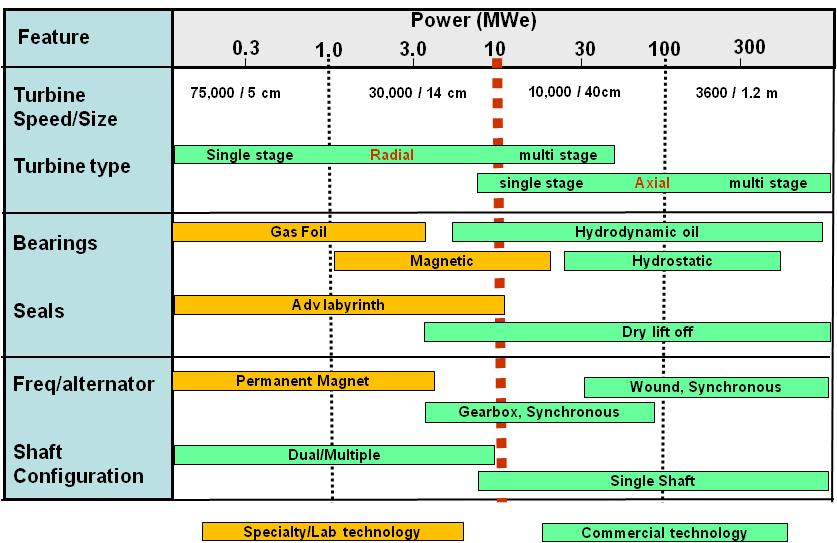 Power (MWe)
Feature
0.3 1.0 3.0 10 30 100 300
Turbine
Speed/Size
75,000 / 5 cm 30,000 / 14 cm 10,000 / 40cm 3600 / 1.2 m
Turbine type
Single stage Radial multi stage
single stage Axial multi stage
Bearings
Gas Foil Hydrodynamic oil
Magnetic Hydrostatic
Seals
Adv labyrinth
Dry lift off
Freq/alternator
Permanent Magnet Wound, Synchronous
Gearbox, Synchronous
Shaft
Configuration
Dual/Multiple
Single Shaft
Specialty/Lab technology Commercial technology